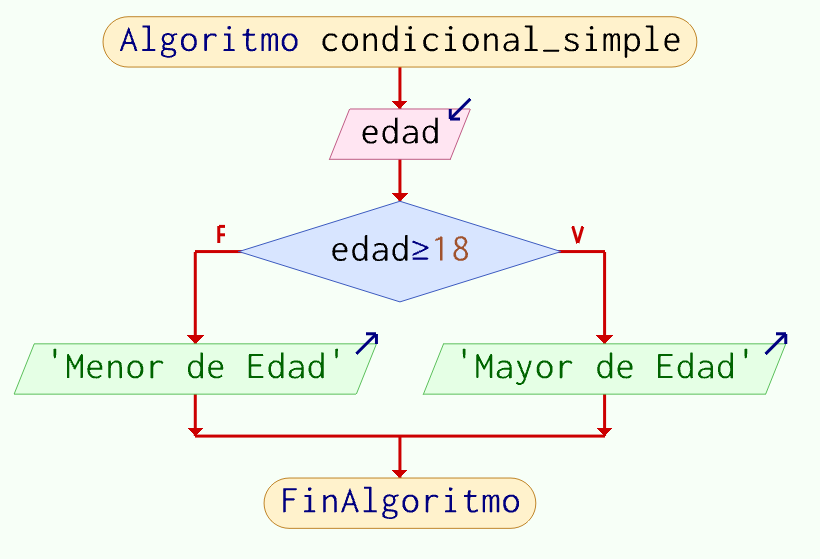 Algoritmo condicional_simple
edad
F
V
edad≥18
'Menor de Edad'
'Mayor de Edad'
FinAlgoritmo